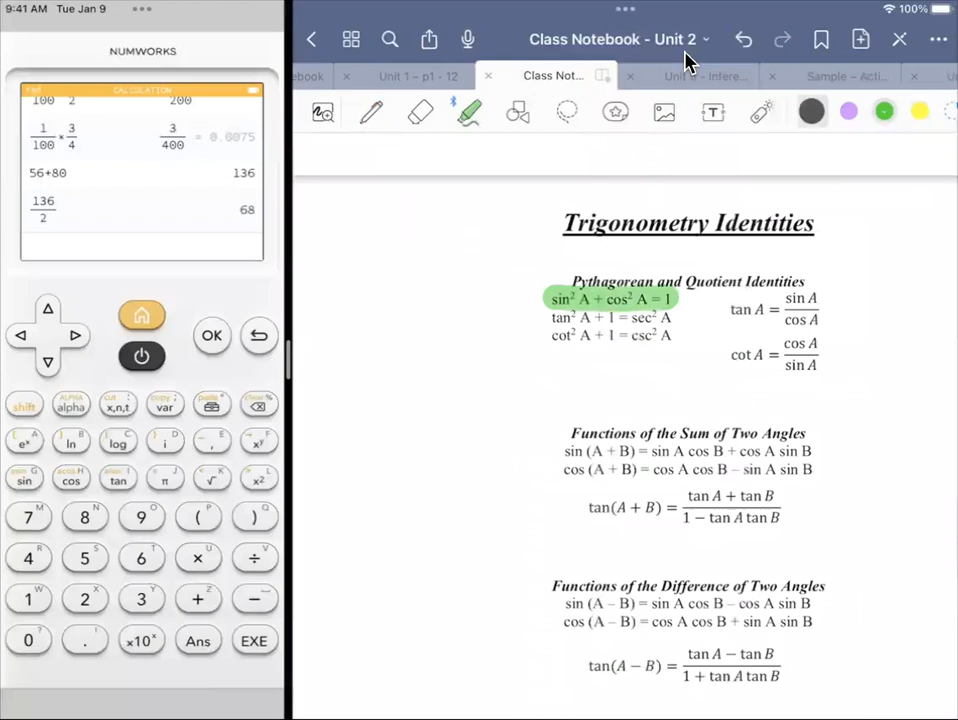 9:41 AM Tue Jan 9
100%
NUMWORKS
CALCULATION
100 2 200
1/100 × 3/4 3/400 = 0.0075
56+80 136
136/2 68
OK
shift alpha x,n,t var
ALPHA cut copy paste clear
e^x ln log i , x^y
sin cos tan π √ x²
7 8 9 ( )
4 5 6 × ÷
1 2 3 + −
0 . ×10^x Ans EXE
Class Notebook - Unit 2
ebook
Unit 1 – p1 - 12
Class Not...
Sample – Acti...
Trigonometry Identities
Pythagorean and Quotient Identities
sin² A + cos² A = 1
tan² A + 1 = sec² A
cot² A + 1 = csc² A
tan A = sin A / cos A
cot A = cos A / sin A
Functions of the Sum of Two Angles
sin (A + B) = sin A cos B + cos A sin B
cos (A + B) = cos A cos B – sin A sin B
tan(A + B) = tan A + tan B / 1 − tan A tan B
Functions of the Difference of Two Angles
sin (A – B) = sin A cos B – cos A sin B
cos (A – B) = cos A cos B + sin A sin B
tan(A − B) = tan A − tan B / 1 + tan A tan B